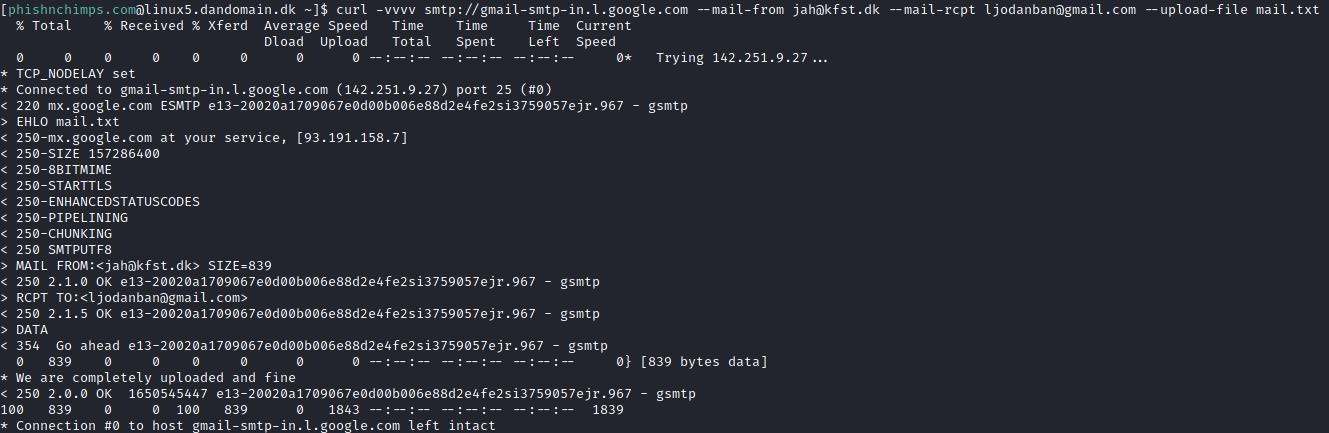 [phishnchimps.com@linux5.dandomain.dk ~]$ curl -vvvv smtp://gmail-smtp-in.l.google.com --mail-from jah@kfst.dk --mail-rcpt ljodanban@gmail.com --upload-file mail.txt
  % Total    % Received % Xferd  Average Speed   Time    Time     Time  Current
                                 Dload  Upload   Total   Spent    Left  Speed
  0     0    0     0    0     0      0      0 --:--:-- --:--:-- --:--:--     0*   Trying 142.251.9.27...
* TCP_NODELAY set
* Connected to gmail-smtp-in.l.google.com (142.251.9.27) port 25 (#0)
< 220 mx.google.com ESMTP e13-20020a1709067e0d00b006e88d2e4fe2si3759057ejr.967 - gsmtp
> EHLO mail.txt
< 250-mx.google.com at your service, [93.191.158.7]
< 250-SIZE 157286400
< 250-8BITMIME
< 250-STARTTLS
< 250-ENHANCEDSTATUSCODES
< 250-PIPELINING
< 250-CHUNKING
< 250 SMTPUTF8
> MAIL FROM:<jah@kfst.dk> SIZE=839
< 250 2.1.0 OK e13-20020a1709067e0d00b006e88d2e4fe2si3759057ejr.967 - gsmtp
> RCPT TO:<ljodanban@gmail.com>
< 250 2.1.5 OK e13-20020a1709067e0d00b006e88d2e4fe2si3759057ejr.967 - gsmtp
> DATA
< 354  Go ahead e13-20020a1709067e0d00b006e88d2e4fe2si3759057ejr.967 - gsmtp
  0   839    0     0    0     0      0      0 --:--:-- --:--:-- --:--:--     0} [839 bytes data]
* We are completely uploaded and fine
< 250 2.0.0 OK  1650545447 e13-20020a1709067e0d00b006e88d2e4fe2si3759057ejr.967 - gsmtp
100   839    0     0  100   839      0   1843 --:--:-- --:--:-- --:--:--  1839
* Connection #0 to host gmail-smtp-in.l.google.com left intact